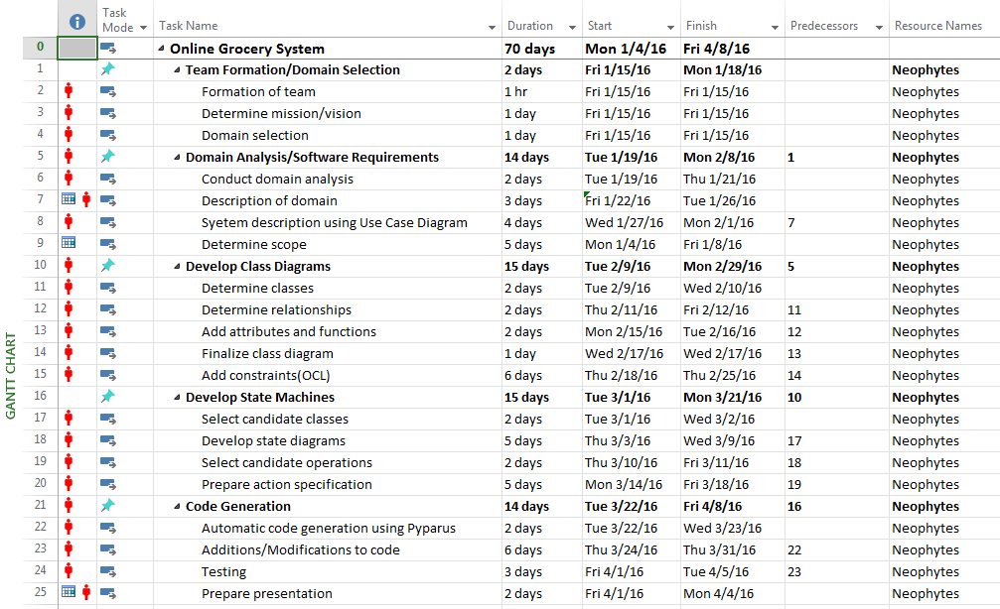 Task Mode Task Name Duration Start Finish Predecessors Resource Names
0 Online Grocery System 70 days Mon 1/4/16 Fri 4/8/16
1 Team Formation/Domain Selection 2 days Fri 1/15/16 Mon 1/18/16 Neophytes
2 Formation of team 1 hr Fri 1/15/16 Fri 1/15/16 Neophytes
3 Determine mission/vision 1 day Fri 1/15/16 Fri 1/15/16 Neophytes
4 Domain selection 1 day Fri 1/15/16 Fri 1/15/16 Neophytes
5 Domain Analysis/Software Requirements 14 days Tue 1/19/16 Mon 2/8/16 1 Neophytes
6 Conduct domain analysis 2 days Tue 1/19/16 Thu 1/21/16 Neophytes
7 Description of domain 3 days Fri 1/22/16 Tue 1/26/16 Neophytes
8 System description using Use Case Diagram 4 days Wed 1/27/16 Mon 2/1/16 7 Neophytes
9 Determine scope 5 days Mon 1/4/16 Fri 1/8/16 Neophytes
10 Develop Class Diagrams 15 days Tue 2/9/16 Mon 2/29/16 5 Neophytes
11 Determine classes 2 days Tue 2/9/16 Wed 2/10/16 Neophytes
12 Determine relationships 2 days Thu 2/11/16 Fri 2/12/16 11 Neophytes
13 Add attributes and functions 2 days Mon 2/15/16 Tue 2/16/16 12 Neophytes
14 Finalize class diagram 1 day Wed 2/17/16 Wed 2/17/16 13 Neophytes
15 Add constraints(OCL) 6 days Thu 2/18/16 Thu 2/25/16 14 Neophytes
16 Develop State Machines 15 days Tue 3/1/16 Mon 3/21/16 10 Neophytes
17 Select candidate classes 2 days Tue 3/1/16 Wed 3/2/16 Neophytes
18 Develop state diagrams 5 days Thu 3/3/16 Wed 3/9/16 17 Neophytes
19 Select candidate operations 2 days Thu 3/10/16 Fri 3/11/16 18 Neophytes
20 Prepare action specification 5 days Mon 3/14/16 Fri 3/18/16 19 Neophytes
21 Code Generation 14 days Tue 3/22/16 Fri 4/8/16 16 Neophytes
22 Automatic code generation using Pyparus 2 days Tue 3/22/16 Wed 3/23/16 Neophytes
23 Additions/Modifications to code 6 days Thu 3/24/16 Thu 3/31/16 22 Neophytes
24 Testing 3 days Fri 4/1/16 Tue 4/5/16 23 Neophytes
25 Prepare presentation 2 days Fri 4/1/16 Mon 4/4/16 Neophytes
GANTT CHART